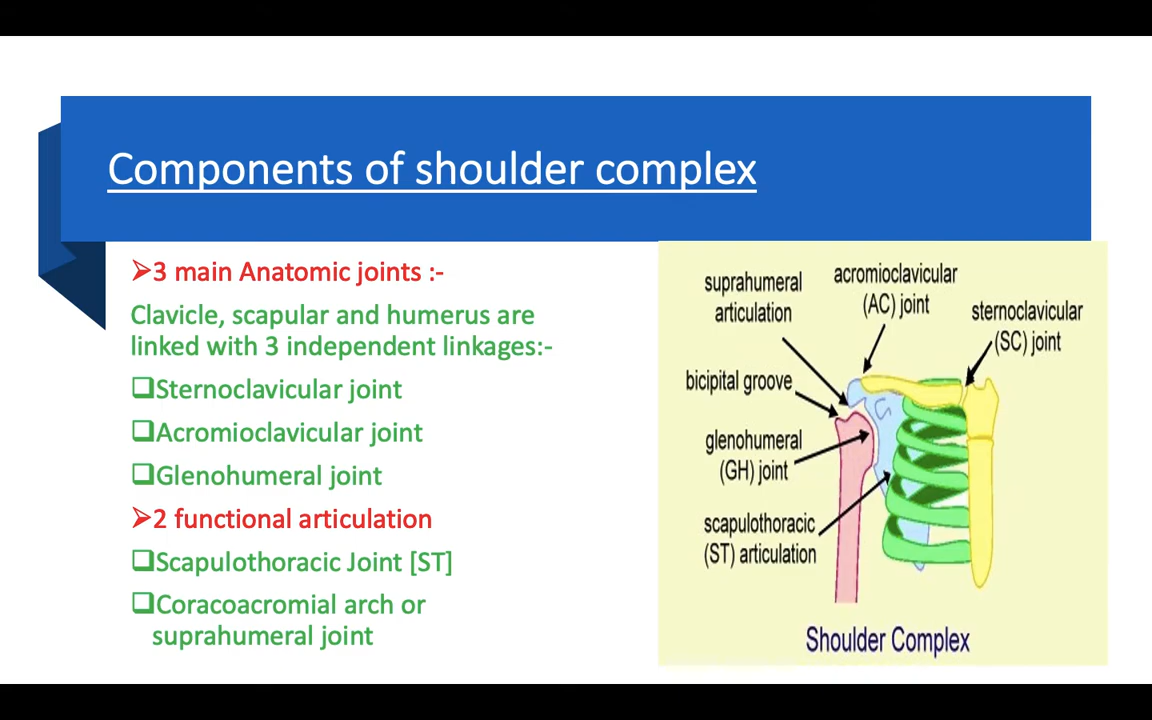 Components of shoulder complex
➢3 main Anatomic joints :-
Clavicle, scapular and humerus are
linked with 3 independent linkages:-
❑Sternoclavicular joint
❑Acromioclavicular joint
❑Glenohumeral joint
➢2 functional articulation
❑Scapulothoracic Joint [ST]
❑Coracoacromial arch or
suprahumeral joint
suprahumeral
articulation
acromioclavicular
(AC) joint
sternoclavicular
(SC) joint
bicipital groove
glenohumeral
(GH) joint
scapulothoracic
(ST) articulation
Shoulder Complex